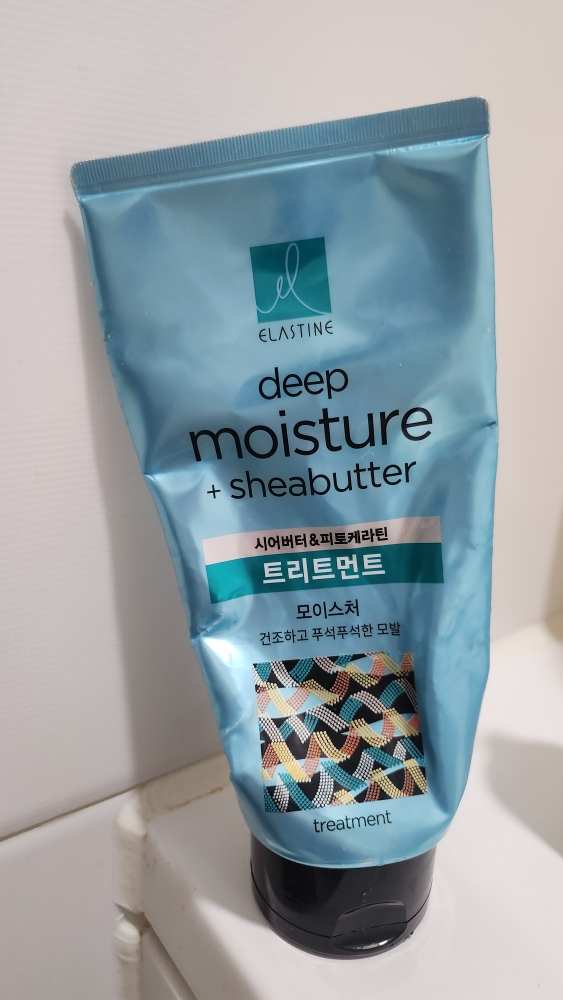 el
ELASTINE
deep
moisture
+ sheabutter
시어버터&피토케라틴
트리트먼트
모이스처
건조하고 푸석푸석한 모발
treatment